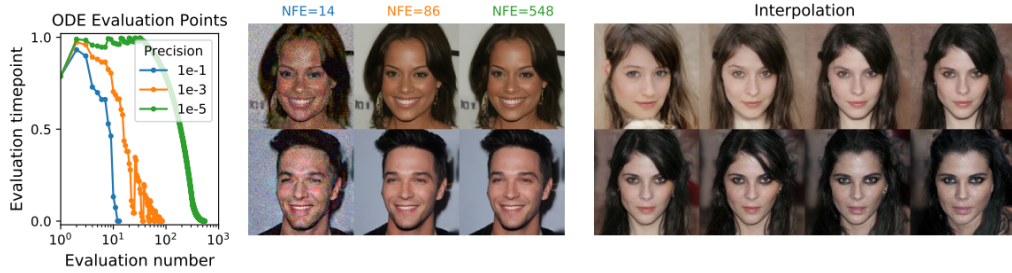 ODE Evaluation Points
Evaluation timepoint
1.0
0.5
0.0
Precision
1e-1
1e-3
1e-5
10^0
10^1
10^2
10^3
Evaluation number
NFE=14
NFE=86
NFE=548
Interpolation